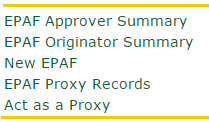 EPAF Approver Summary
EPAF Originator Summary
New EPAF
EPAF Proxy Records
Act as a Proxy